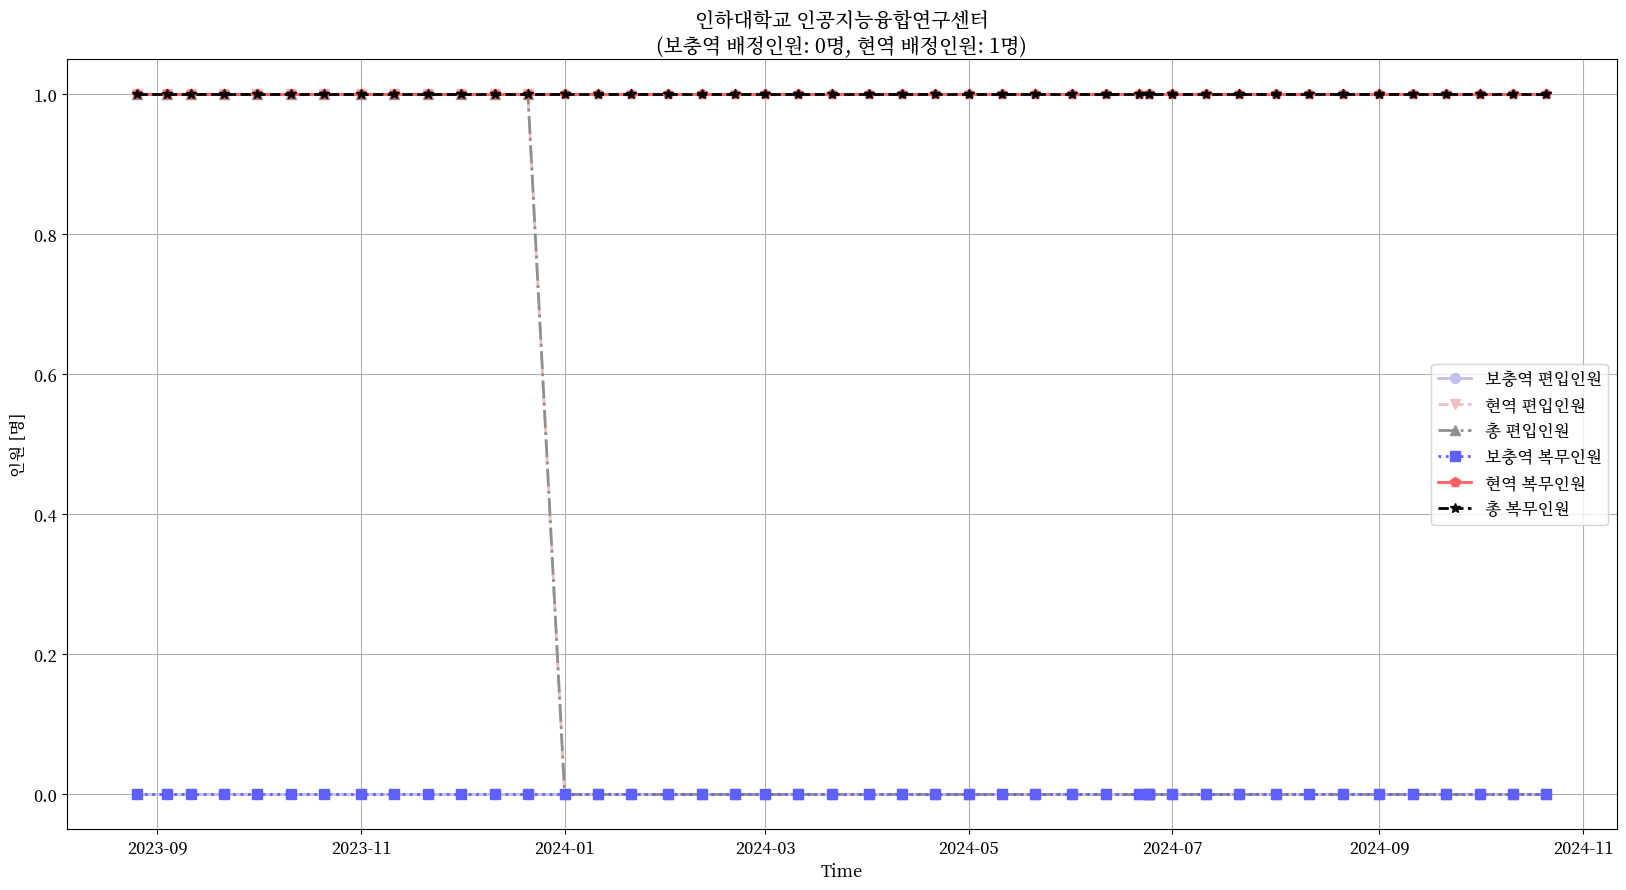 인하대학교 인공지능융합연구센터
(보충역 배정인원: 0명, 현역 배정인원: 1명)
인원 [명]
1.0
0.8
0.6
0.4
0.2
0.0
보충역 편입인원
현역 편입인원
총 편입인원
보충역 복무인원
현역 복무인원
총 복무인원
2023-09
2023-11
2024-01
2024-03
2024-05
2024-07
2024-09
2024-11
Time